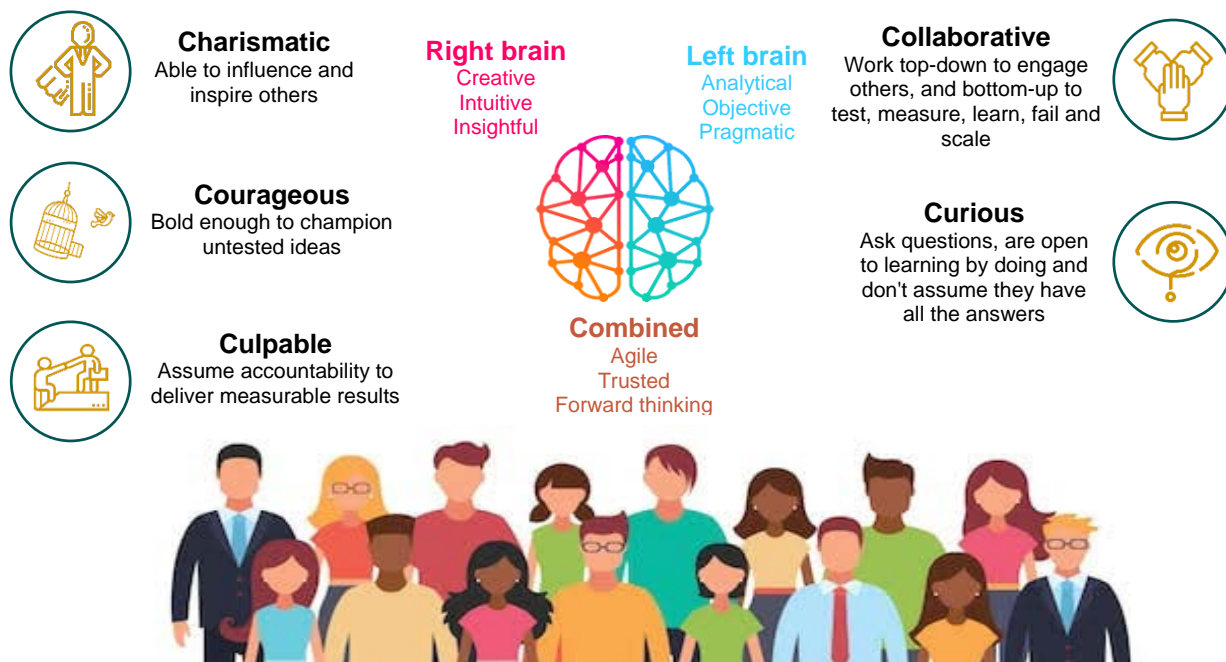 Charismatic
Able to influence and
inspire others
Courageous
Bold enough to champion
untested ideas
Culpable
Assume accountability to
deliver measurable results
Right brain
Creative
Intuitive
Insightful
Left brain
Analytical
Objective
Pragmatic
Combined
Agile
Trusted
Forward thinking
Collaborative
Work top-down to engage
others, and bottom-up to
test, measure, learn, fail and
scale
Curious
Ask questions, are open
to learning by doing and
don't assume they have
all the answers